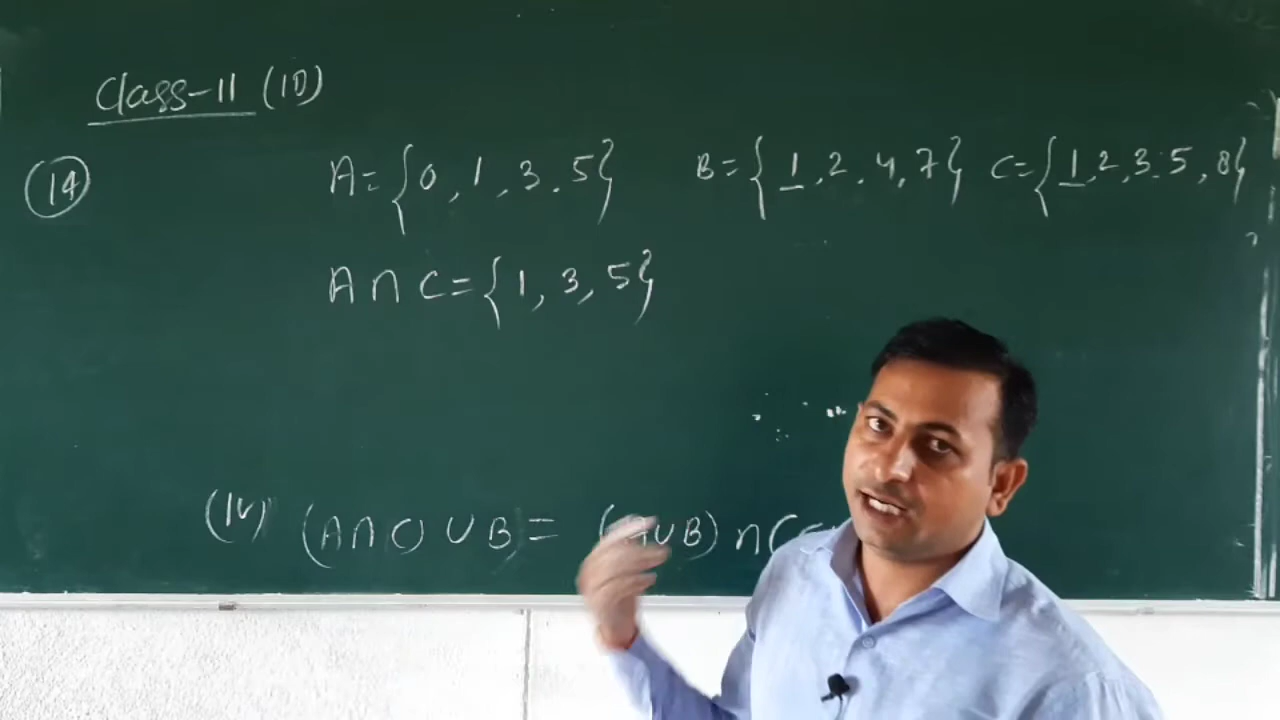 Class-11 (10)
(14) A={0,1,3.5} B={1,2.4,7} C={1,2,3.5,8}
A∩C={1,3,5}
(iv) (A∩C)∪B= (A∪B)∩(C